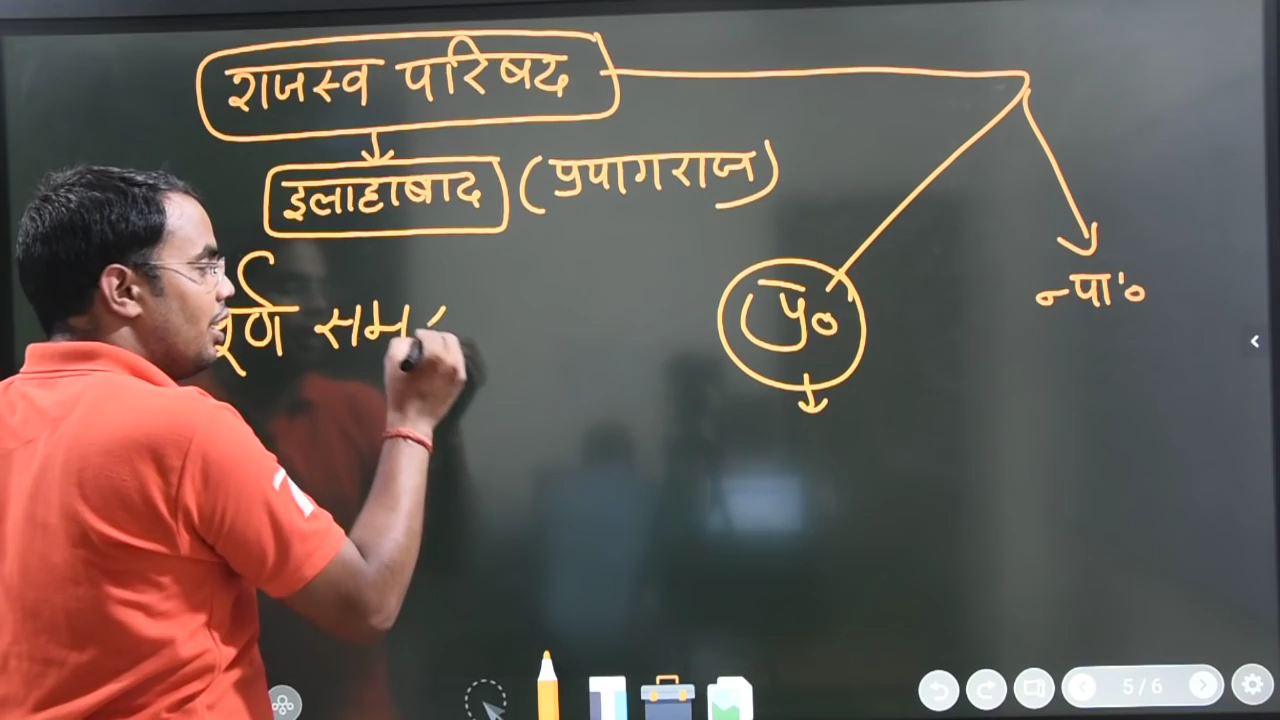 राजस्व परिषद
इलाहाबाद (प्रयागराज)
र्ण सम
प्र०
न्या०
5/6